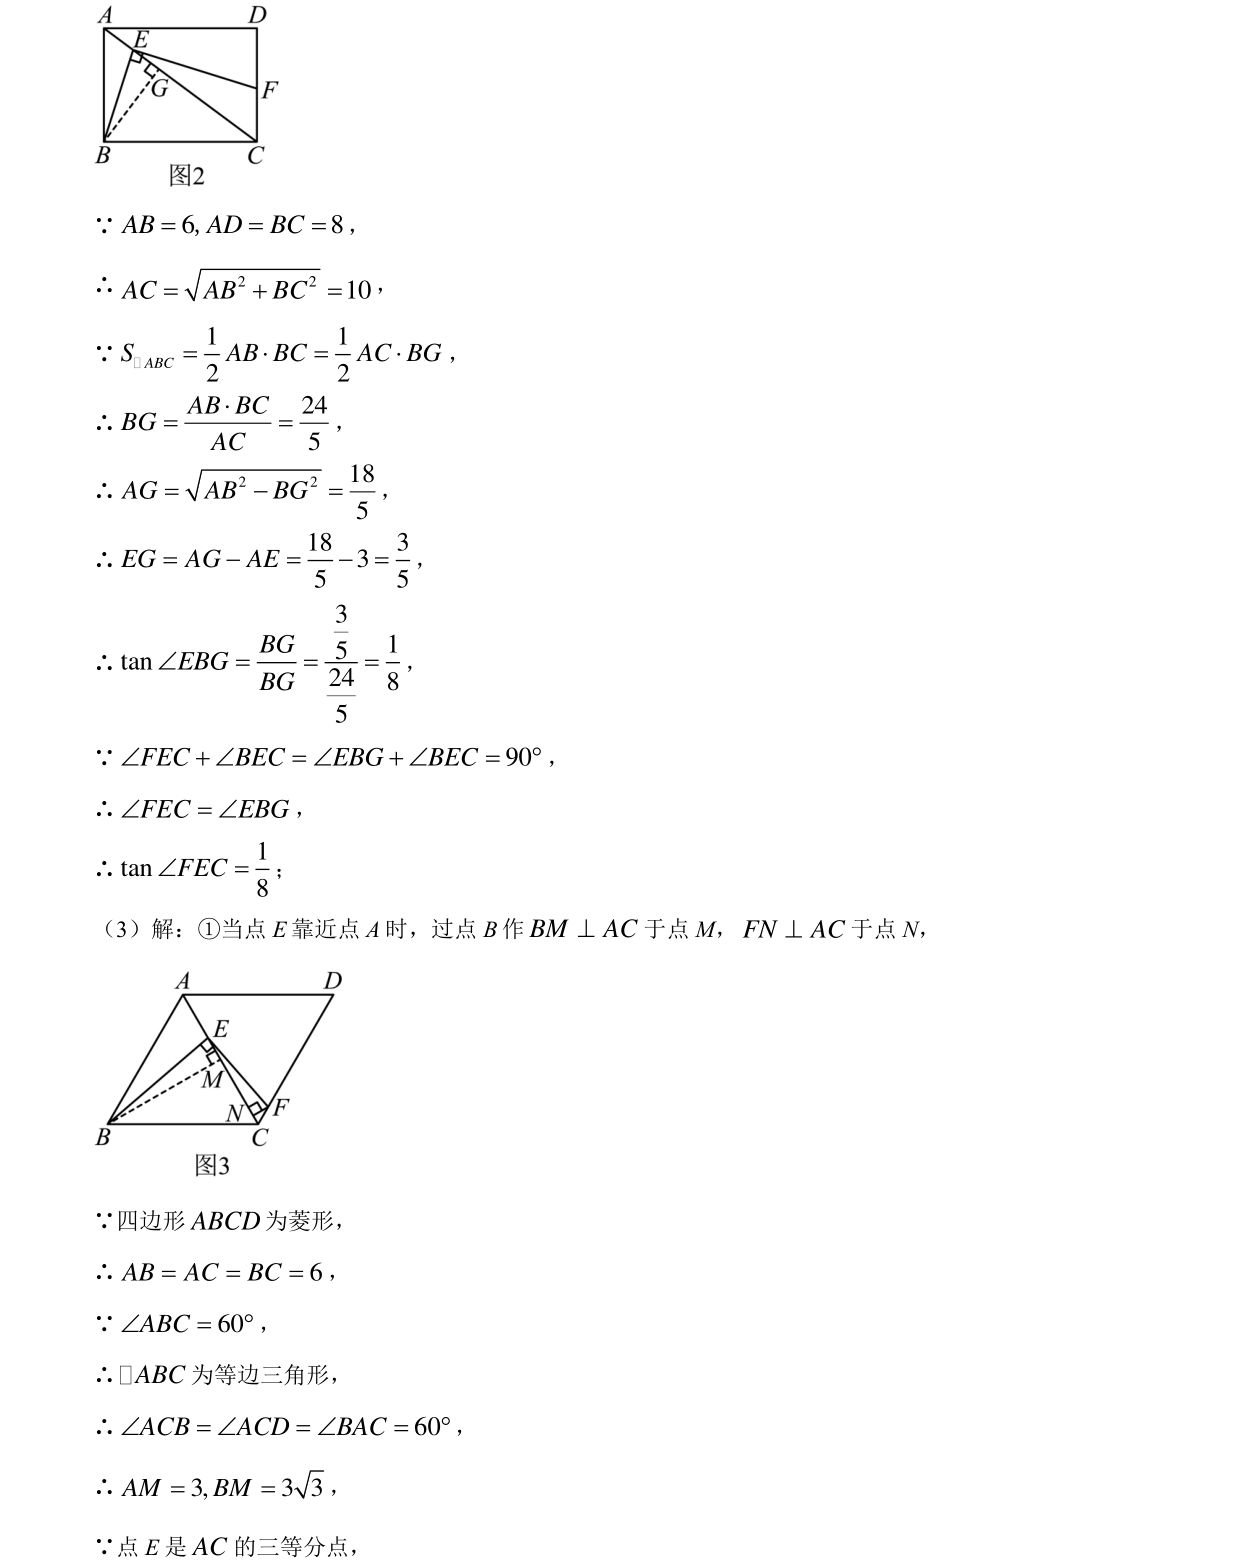 A D
E
G F
B C
图2
∵ AB = 6, AD = BC = 8，
∴ AC = √(AB² + BC²) = 10，
∵ S□ABC = 1/2 AB · BC = 1/2 AC · BG，
∴ BG = (AB · BC)/AC = 24/5，
∴ AG = √(AB² − BG²) = 18/5，
∴ EG = AG − AE = 18/5 − 3 = 3/5，
∴ tan ∠EBG = BG/BG = (3/5)/(24/5) = 1/8，
∵ ∠FEC + ∠BEC = ∠EBG + ∠BEC = 90°，
∴ ∠FEC = ∠EBG，
∴ tan ∠FEC = 1/8；
（3）解：①当点 E 靠近点 A 时，过点 B 作 BM ⊥ AC 于点 M，FN ⊥ AC 于点 N，
A D
E
M
N F
B C
图3
∵四边形 ABCD 为菱形，
∴ AB = AC = BC = 6，
∵ ∠ABC = 60°，
∴ □ABC 为等边三角形，
∴ ∠ACB = ∠ACD = ∠BAC = 60°，
∴ AM = 3, BM = 3√3，
∵点 E 是 AC 的三等分点，